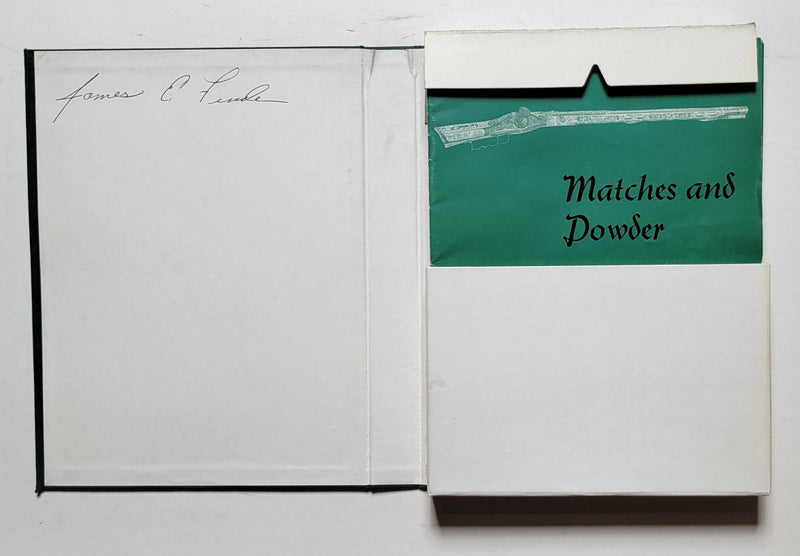 James E
Matches and
Powder